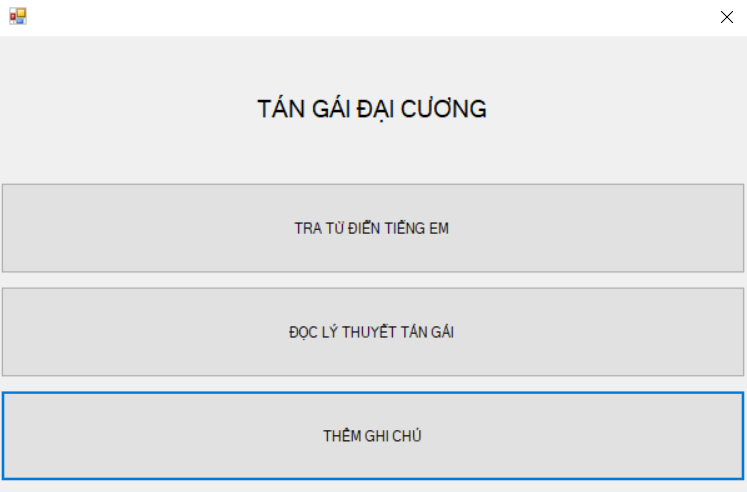 TÁN GÁI ĐẠI CƯƠNG
TRA TỪ ĐIỂN TIẾNG EM
ĐỌC LÝ THUYẾT TÁN GÁI
THÊM GHI CHÚ